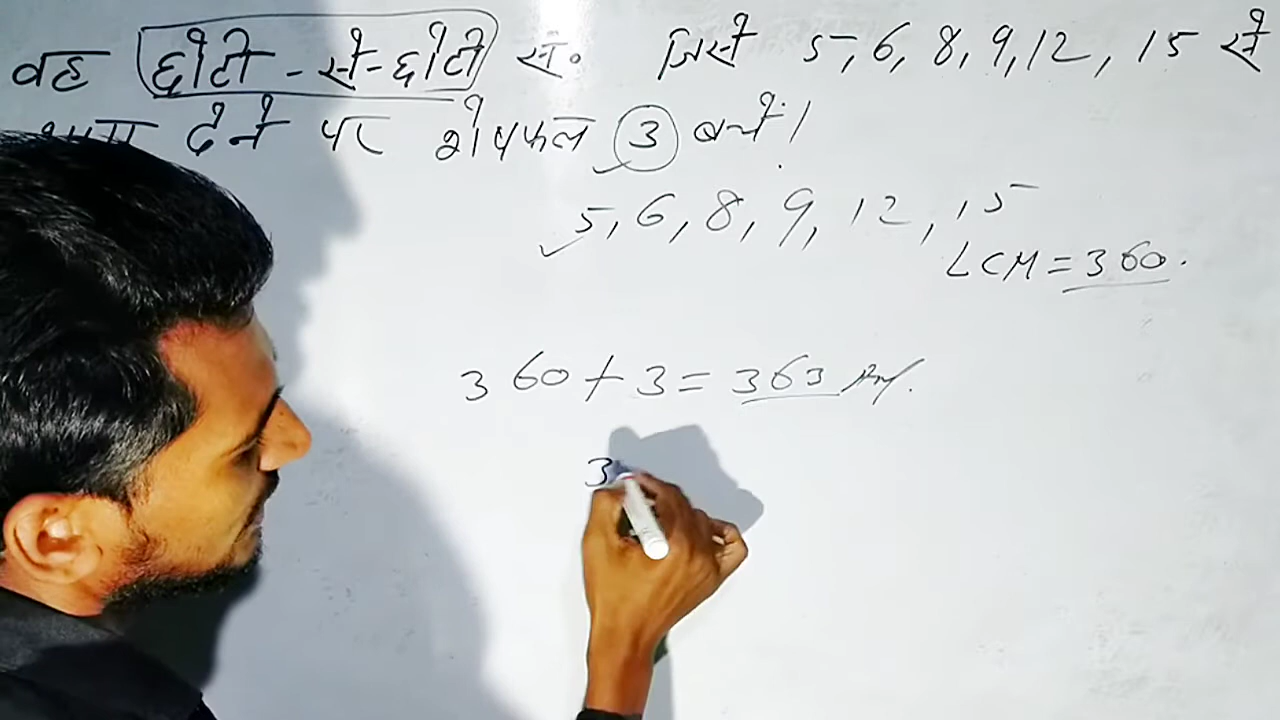 वह छोटी-से-छोटी सं० जिसे 5, 6, 8, 9, 12, 15 से
भाग देने पर शेषफल 3 बचे।
5, 6, 8, 9, 12, 15
LCM = 360.
360 + 3 = 363 Ans.
3